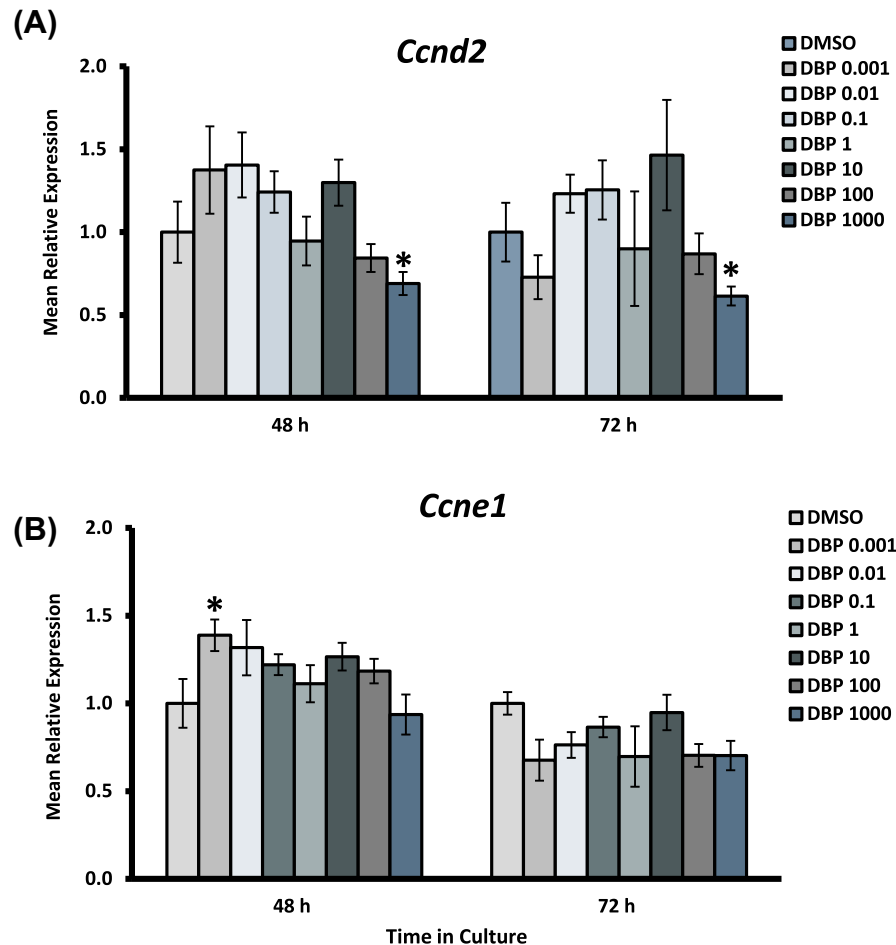 (A)
Ccnd2
2.0
1.5
1.0
0.5
0.0
Mean Relative Expression
*
*
48 h
72 h
DMSO
DBP 0.001
DBP 0.01
DBP 0.1
DBP 1
DBP 10
DBP 100
DBP 1000
(B)
Ccne1
2.0
1.5
1.0
0.5
0.0
Mean Relative Expression
*
48 h
72 h
Time in Culture
DMSO
DBP 0.001
DBP 0.01
DBP 0.1
DBP 1
DBP 10
DBP 100
DBP 1000